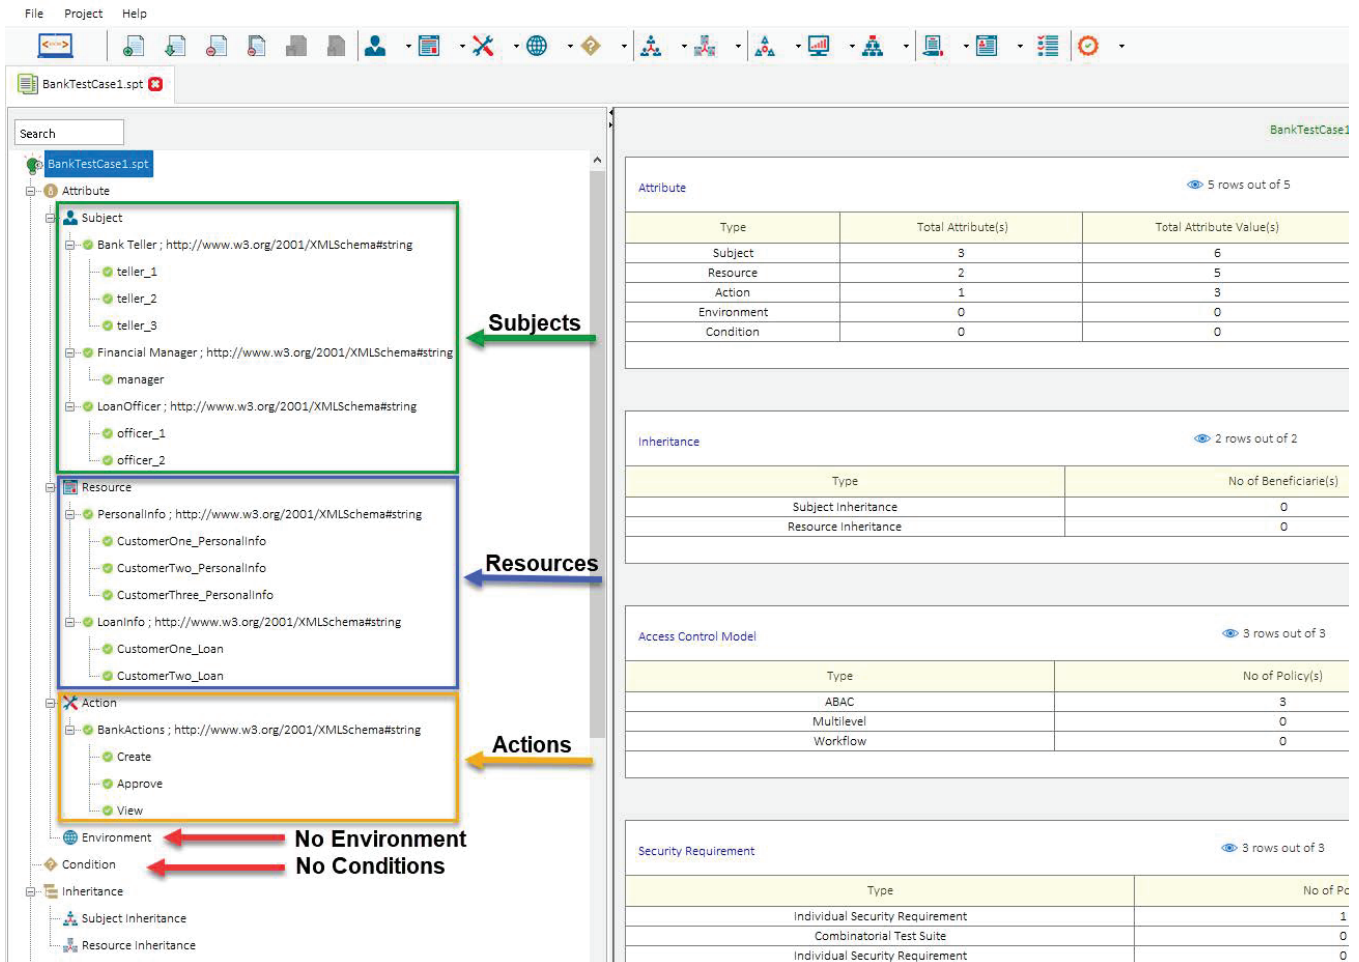 File Project Help
BankTestCase1.spt
Search
BankTestCase1.spt
Attribute
Subject
Bank Teller ; http://www.w3.org/2001/XMLSchema#string
teller_1
teller_2
teller_3
Financial Manager ; http://www.w3.org/2001/XMLSchema#string
manager
LoanOfficer ; http://www.w3.org/2001/XMLSchema#string
officer_1
officer_2
Resource
PersonalInfo ; http://www.w3.org/2001/XMLSchema#string
CustomerOne_PersonalInfo
CustomerTwo_PersonalInfo
CustomerThree_PersonalInfo
LoanInfo ; http://www.w3.org/2001/XMLSchema#string
CustomerOne_Loan
CustomerTwo_Loan
Action
BankActions ; http://www.w3.org/2001/XMLSchema#string
Create
Approve
View
Environment
Condition
Inheritance
Subject Inheritance
Resource Inheritance
Subjects
Resources
Actions
No Environment
No Conditions
BankTestCase1
Attribute 5 rows out of 5
Type Total Attribute(s) Total Attribute Value(s)
Subject 3 6
Resource 2 5
Action 1 3
Environment 0 0
Condition 0 0
Inheritance 2 rows out of 2
Type No of Beneficiarie(s)
Subject Inheritance 0
Resource Inheritance 0
Access Control Model 3 rows out of 3
Type No of Policy(s)
ABAC 3
Multilevel 0
Workflow 0
Security Requirement 3 rows out of 3
Type No of Po
Individual Security Requirement 1
Combinatorial Test Suite 0
Individual Security Requirement 0